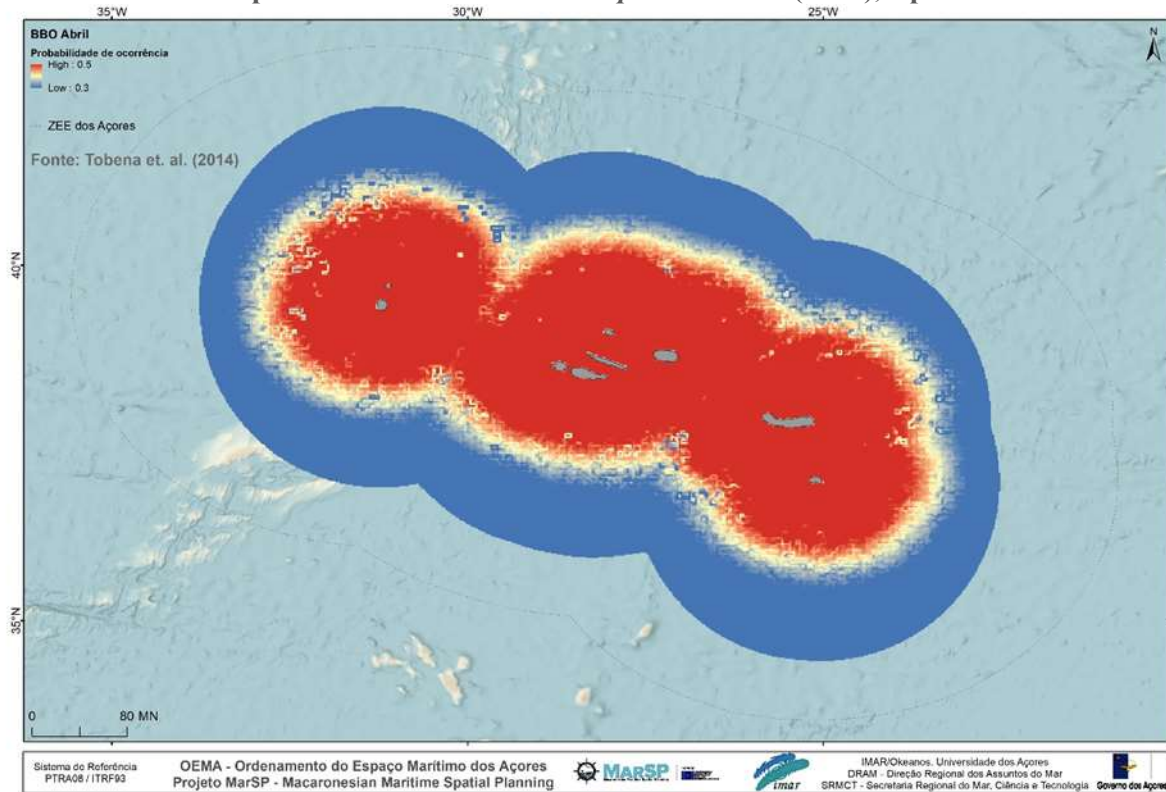 35°W 30°W 25°W
BBO Abril
Probabilidade de ocorrência
High : 0.5
Low : 0.3
ZEE dos Açores
Fonte: Tobena et. al. (2014)
N
40°N
35°N
0 80 MN
Sistema de Referência
PTRA08 / ITRF93
OEMA - Ordenamento do Espaço Marítimo dos Açores
Projeto MarSP - Macaronesian Maritime Spatial Planning
MARSP
imar
IMAR/Okeanos. Universidade dos Açores
DRAM - Direção Regional dos Assuntos do Mar
SRMCT - Secretaria Regional do Mar, Ciência e Tecnologia
Governo dos Açores